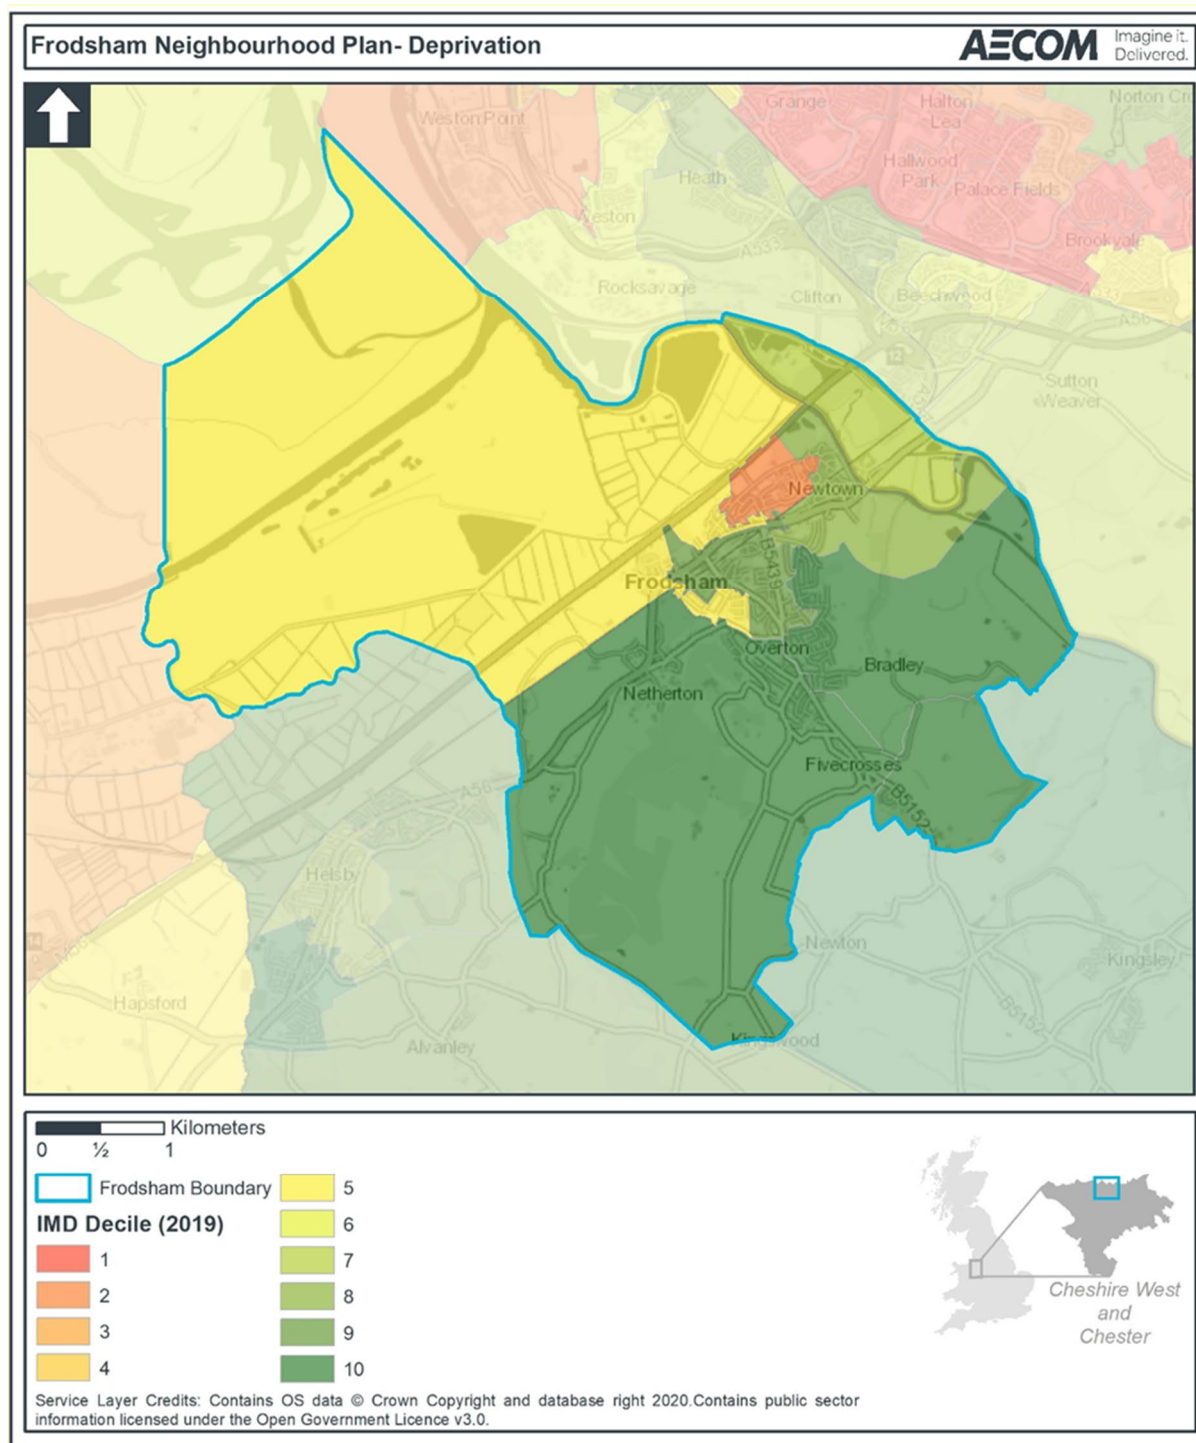 Frodsham Neighbourhood Plan- Deprivation
AECOM
Imagine it.
Delivered.
Weston Point
Grange
Halton
Lea
Norton Cr
Hallwood
Park
Palace Fields
Heath
Weston
Brookvale
A533
Rocksavage
Clifton
Beechwood
A56
12
Sutton
Weaver
Newtown
B5439
Frodsham
Overton
Bradley
Netherton
Fivecrosses
B5152
A56
Helsby
14
Newton
Kingsley
Hapsford
B5152
Alvanley
Kingswood
Kilometers
0 ½ 1
Frodsham Boundary
IMD Decile (2019)
1
2
3
4
5
6
7
8
9
10
Cheshire West
and
Chester
Service Layer Credits: Contains OS data © Crown Copyright and database right 2020.Contains public sector
information licensed under the Open Government Licence v3.0.